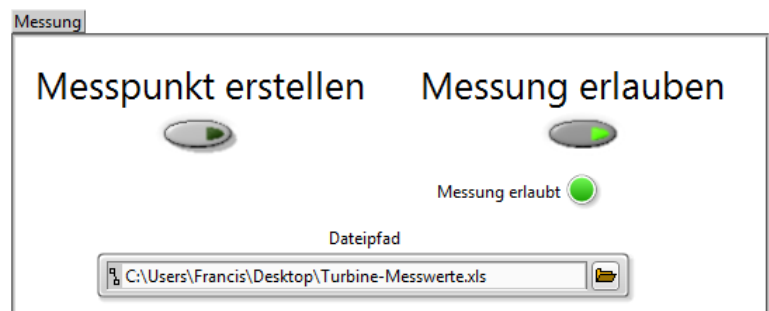 Messung
Messpunkt erstellen
Messung erlauben
Messung erlaubt
Dateipfad
C:\Users\Francis\Desktop\Turbine-Messwerte.xls